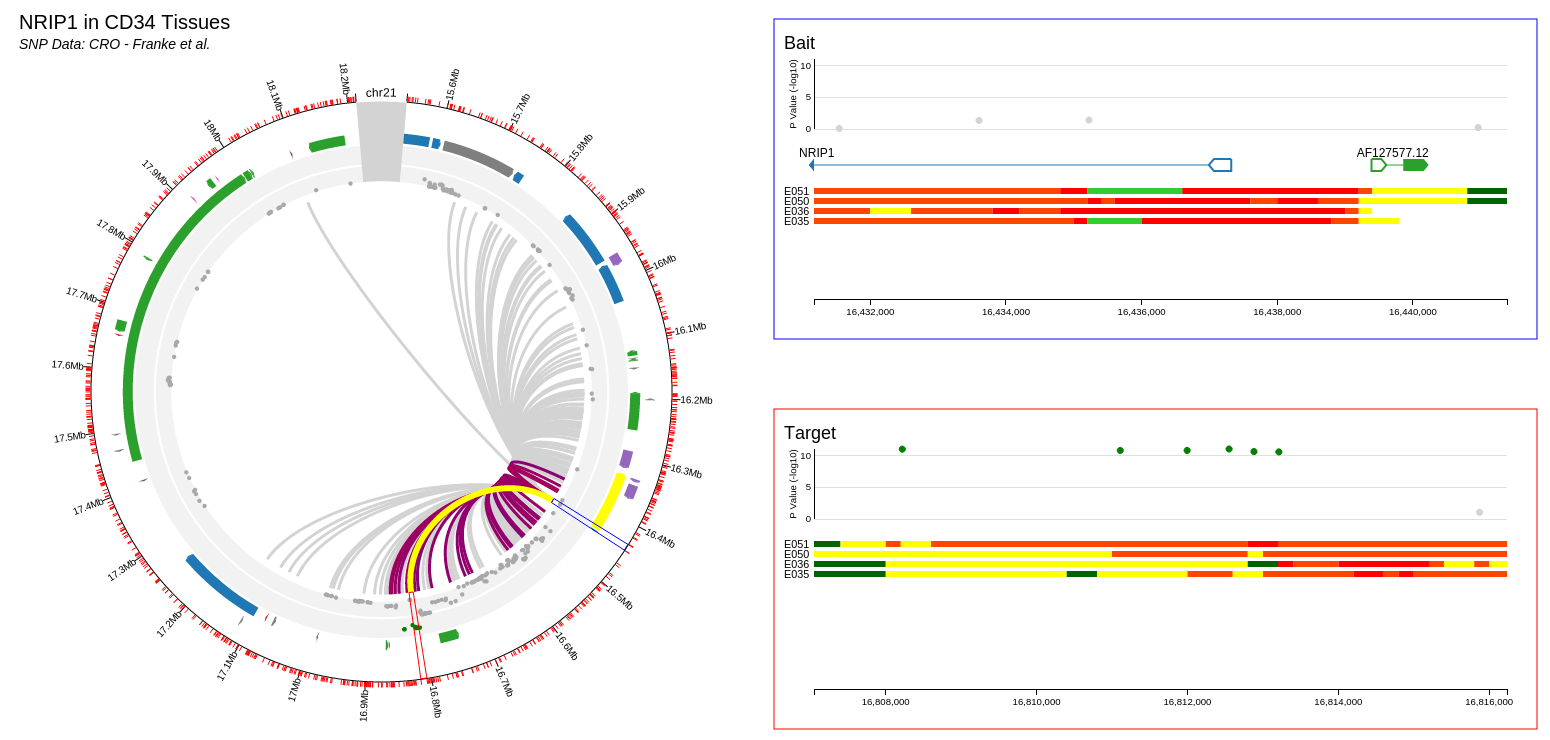 NRIP1 in CD34 Tissues
SNP Data: CRO - Franke et al.
chr21
15.6Mb
15.7Mb
15.8Mb
15.9Mb
16Mb
16.1Mb
16.2Mb
16.3Mb
16.4Mb
16.5Mb
16.6Mb
16.7Mb
16.8Mb
16.9Mb
17Mb
17.1Mb
17.2Mb
17.3Mb
17.4Mb
17.5Mb
17.6Mb
17.7Mb
17.8Mb
17.9Mb
18Mb
18.1Mb
18.2Mb
Bait
P Value (-log10)
10
5
0
NRIP1
AF127577.12
E051
E050
E036
E035
16,432,000
16,434,000
16,436,000
16,438,000
16,440,000
Target
P Value (-log10)
10
5
0
E051
E050
E036
E035
16,808,000
16,810,000
16,812,000
16,814,000
16,816,000